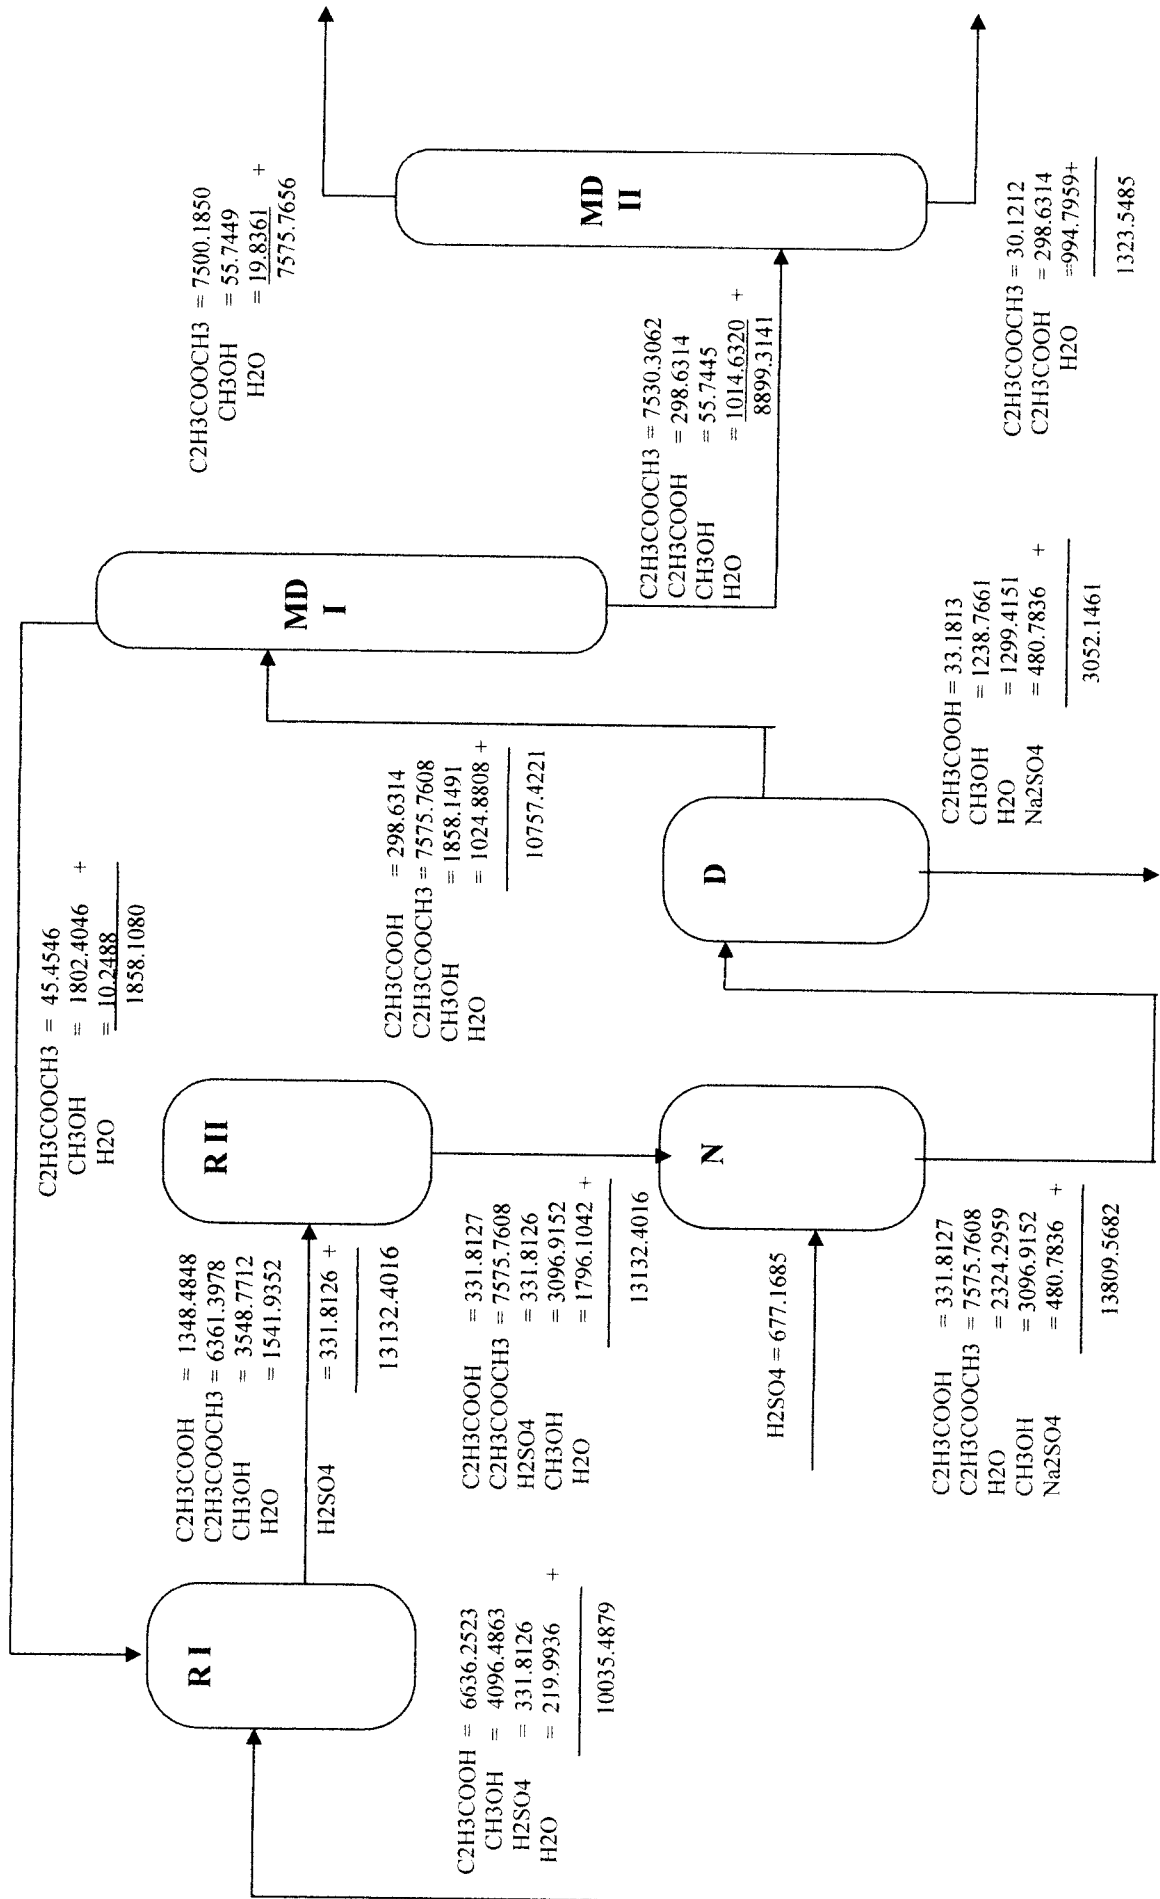 C2H3COOCH3 = 45.4546
CH3OH = 1802.4046 +
H2O = 10.2488
1858.1080
R I
C2H3COOH = 6636.2523
CH3OH = 4096.4863
H2SO4 = 331.8126
H2O = 219.9936 +
10035.4879
C2H3COOH = 1348.4848
C2H3COOCH3 = 6361.3978
CH3OH = 3548.7712
H2O = 1541.9352
H2SO4 = 331.8126 +
13132.4016
R II
C2H3COOH = 331.8127
C2H3COOCH3 = 7575.7608
H2SO4 = 331.8126
CH3OH = 3096.9152
H2O = 1796.1042 +
13132.4016
H2SO4 = 677.1685
N
C2H3COOH = 331.8127
C2H3COOCH3 = 7575.7608
H2O = 2324.2959
CH3OH = 3096.9152
Na2SO4 = 480.7836 +
13809.5682
D
C2H3COOH = 33.1813
CH3OH = 1238.7661
H2O = 1299.4151
Na2SO4 = 480.7836 +
3052.1461
C2H3COOH = 298.6314
C2H3COOCH3 = 7575.7608
CH3OH = 1858.1491
H2O = 1024.8808 +
10757.4221
MD
I
C2H3COOCH3 = 7530.3062
C2H3COOH = 298.6314
CH3OH = 55.7445
H2O = 1014.6320 +
8899.3141
C2H3COOCH3 = 7500.1850
CH3OH = 55.7449
H2O = 19.8361 +
7575.7656
MD
II
C2H3COOCH3 = 30.1212
C2H3COOH = 298.6314
H2O =994.7959+
1323.5485